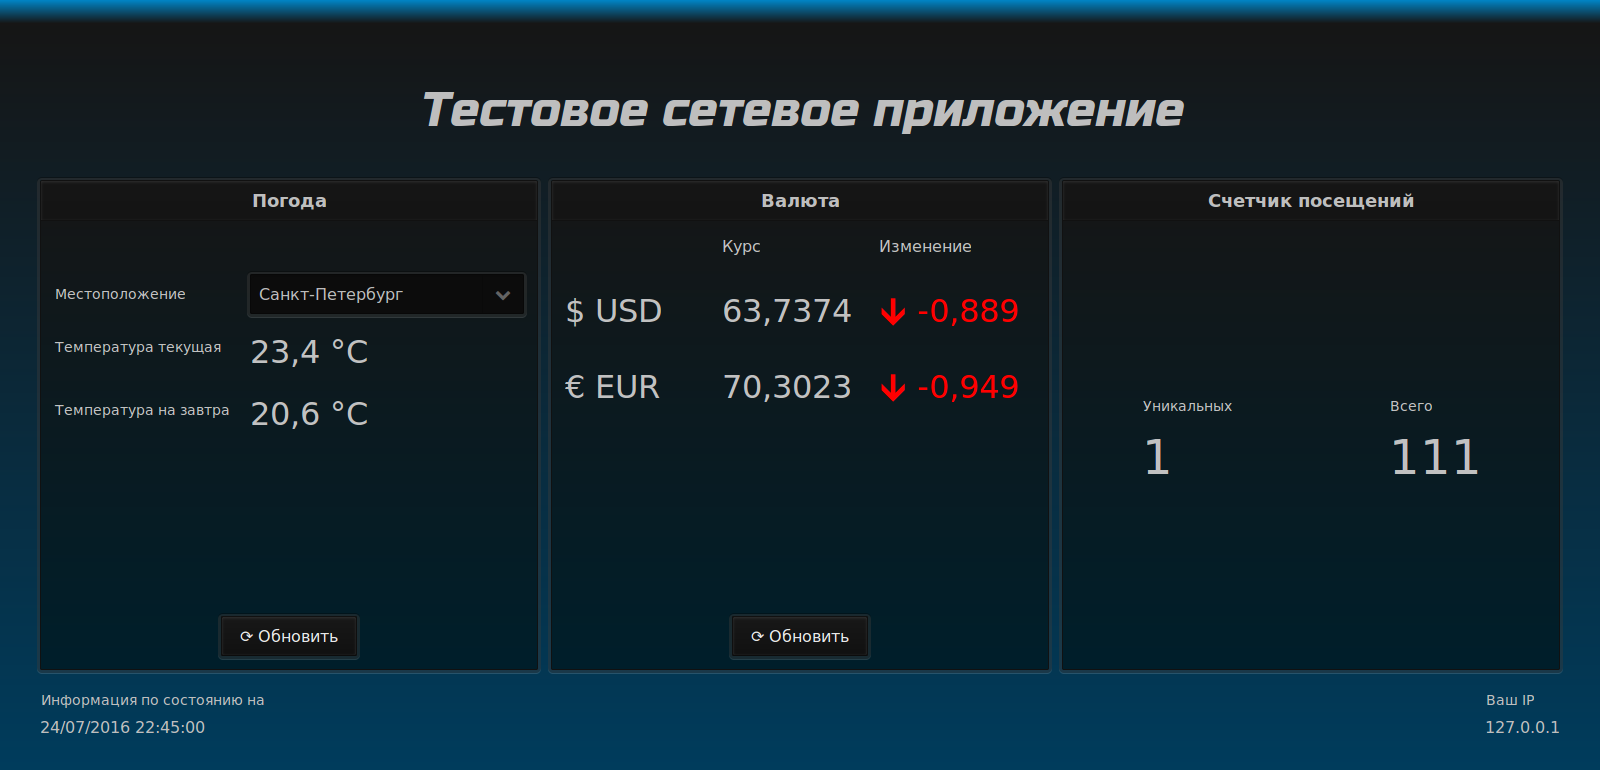 Тестовое сетевое приложение
Погода
Местоположение Санкт-Петербург
Температура текущая 23,4 °C
Температура на завтра 20,6 °C
⟳ Обновить
Валюта
Курс Изменение
$ USD 63,7374 🡫 -0,889
€ EUR 70,3023 🡫 -0,949
⟳ Обновить
Счетчик посещений
Уникальных Всего
1 111
Информация по состоянию на
24/07/2016 22:45:00
Ваш IP
127.0.0.1